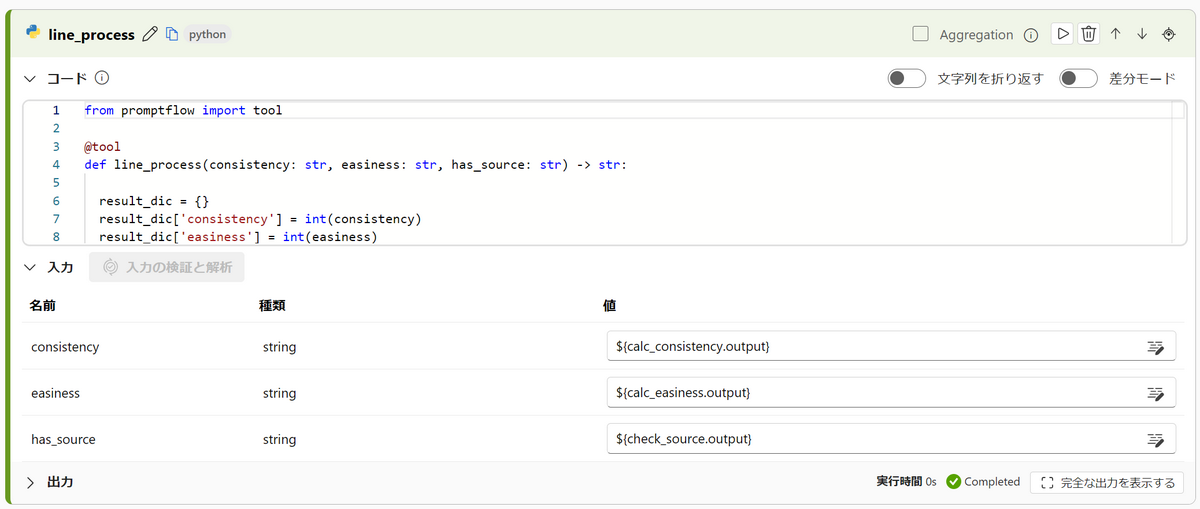 line_process python Aggregation
コード 文字列を折り返す 差分モード
1 from promptflow import tool
2
3 @tool
4 def line_process(consistency: str, easiness: str, has_source: str) -> str:
5
6 result_dic = {}
7 result_dic['consistency'] = int(consistency)
8 result_dic['easiness'] = int(easiness)
入力 入力の検証と解析
名前 種類 値
consistency string ${calc_consistency.output}
easiness string ${calc_easiness.output}
has_source string ${check_source.output}
出力 実行時間 0s Completed 完全な出力を表示する